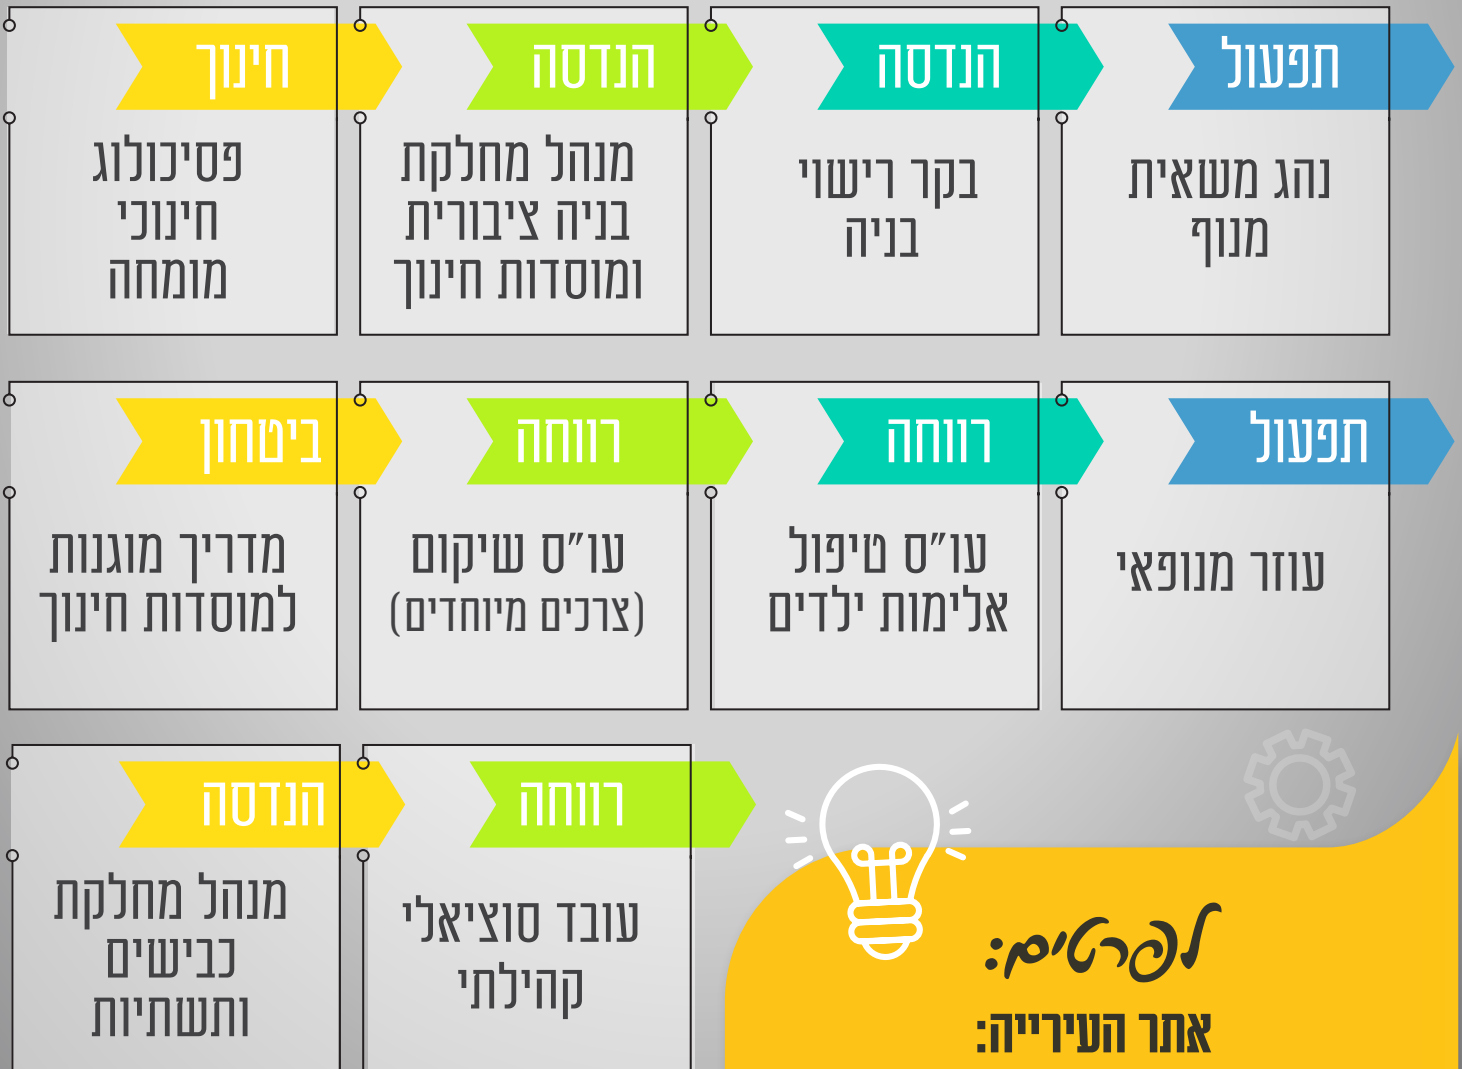 תפעול
נהג משאית
מנוף
הנדסה
בקר רישוי
בניה
הנדסה
מנהל מחלקת
בניה ציבורית
ומוסדות חינוך
חינוך
פסיכולוג
חינוכי
מומחה
תפעול
עוזר מנופאי
רווחה
עו"ס טיפול
אלימות ילדים
רווחה
עו"ס שיקום
(צרכים מיוחדים)
ביטחון
מדריך מוגנות
למוסדות חינוך
רווחה
עובד סוציאלי
קהילתי
הנדסה
מנהל מחלקת
כבישים
ותשתיות
לפרטים:
אתר העירייה: